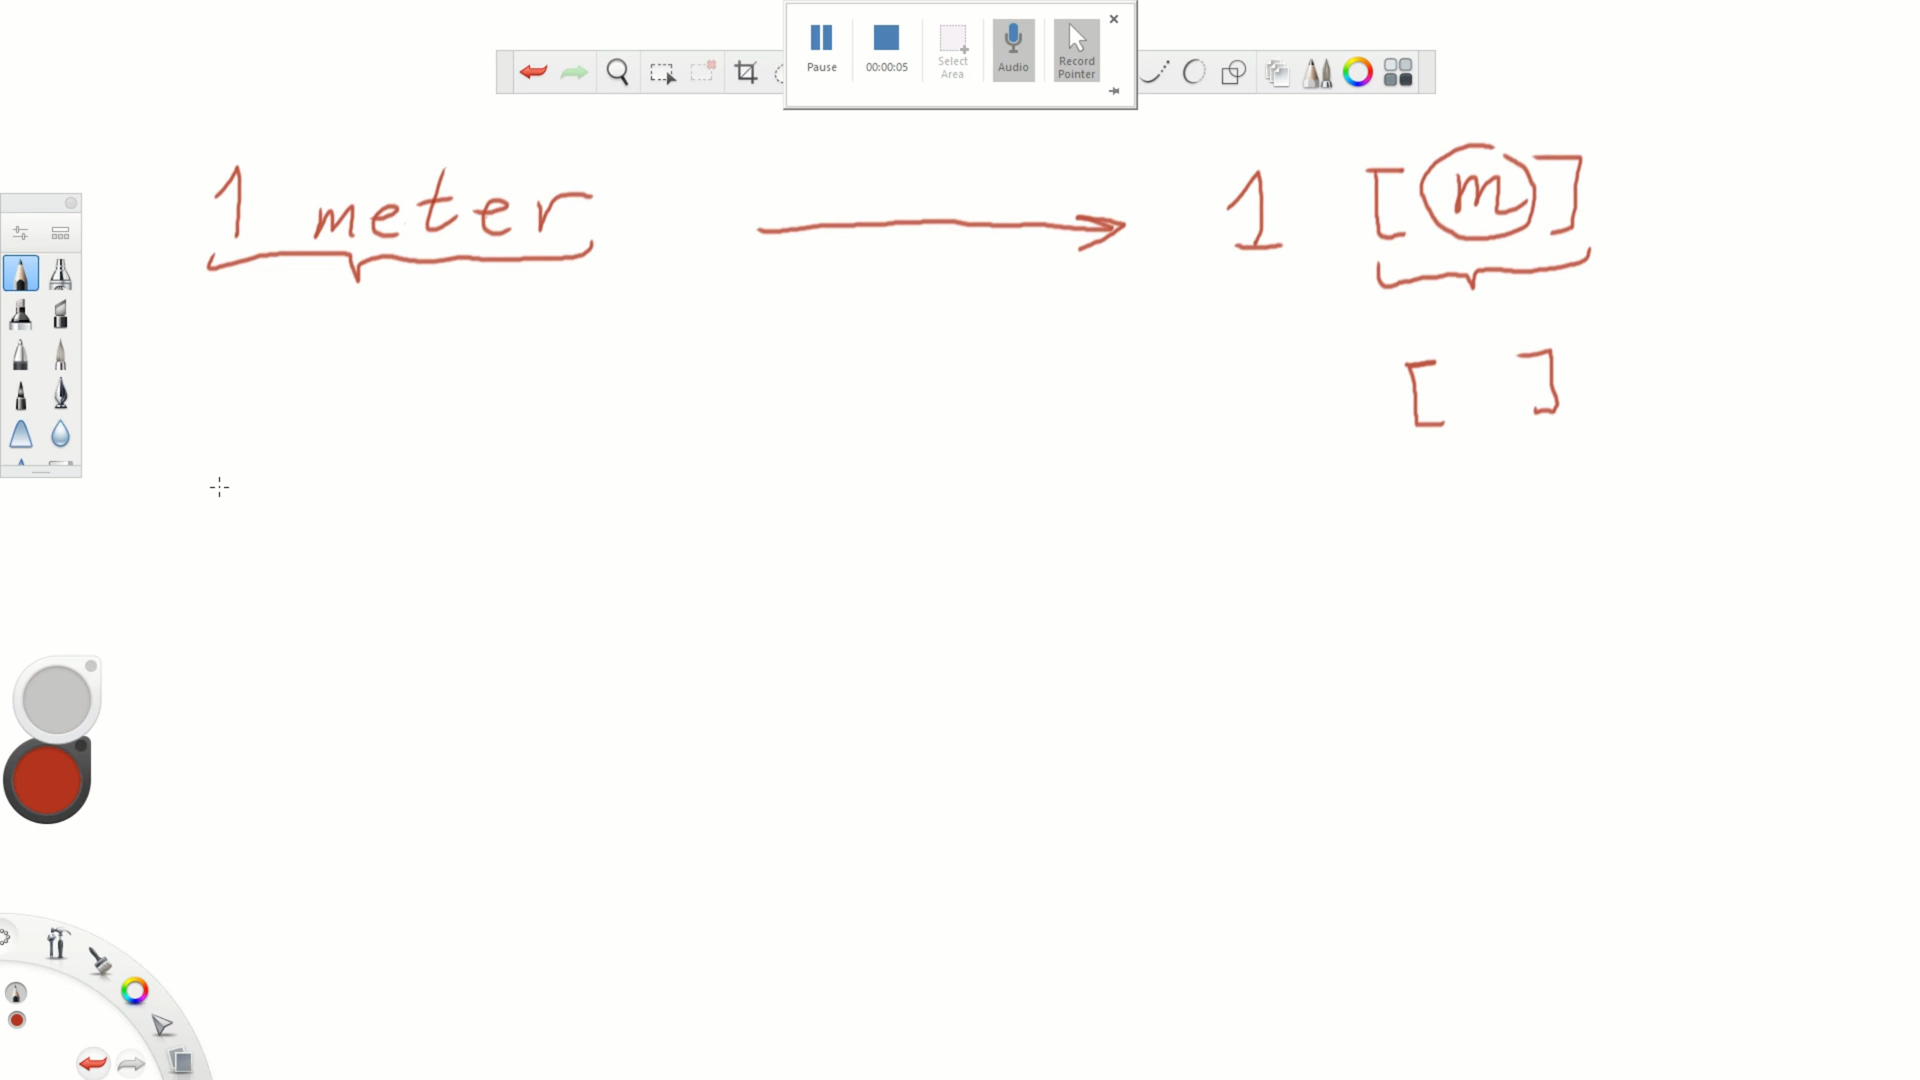 Pause
00:00:05
Select
Area
Audio
Record
Pointer
1 meter → 1 [m]
[ ]